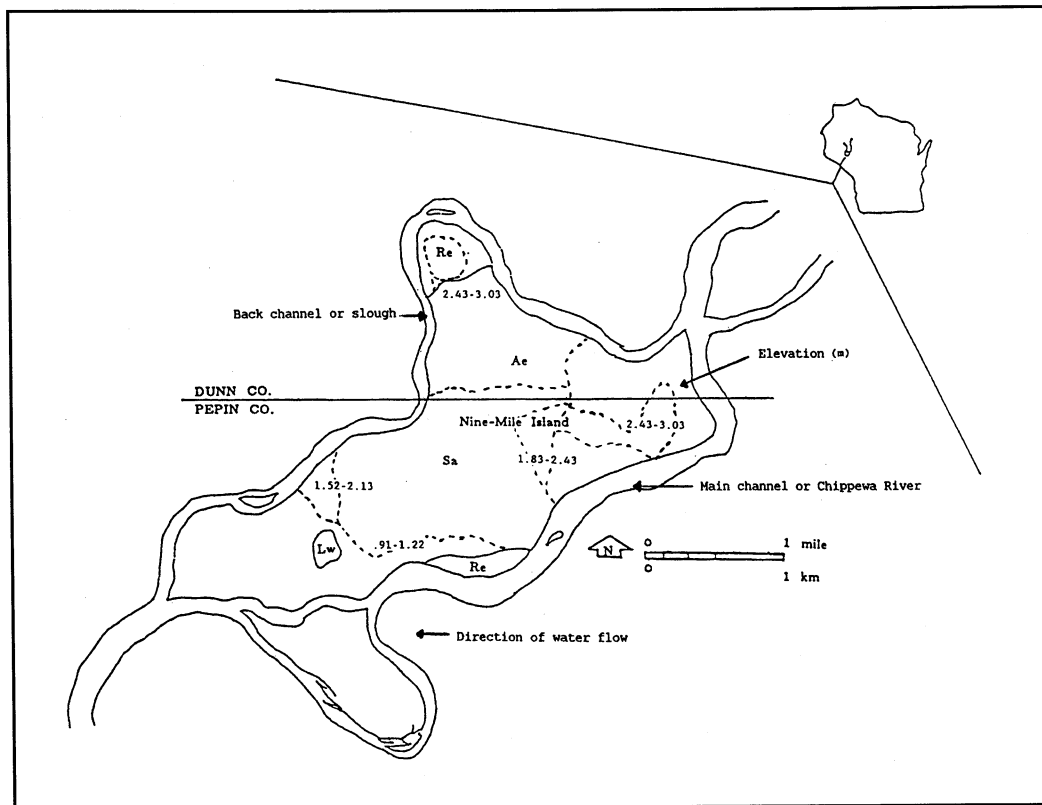 Re
2.43-3.03
Back channel or slough
Ae
Elevation (m)
DUNN CO.
PEPIN CO.
Nine-Mile Island
2.43-3.03
Sa
1.83-2.43
1.52-2.13
Main channel or Chippewa River
Lw
.91-1.22
Re
N
0 1 mile
0 1 km
Direction of water flow